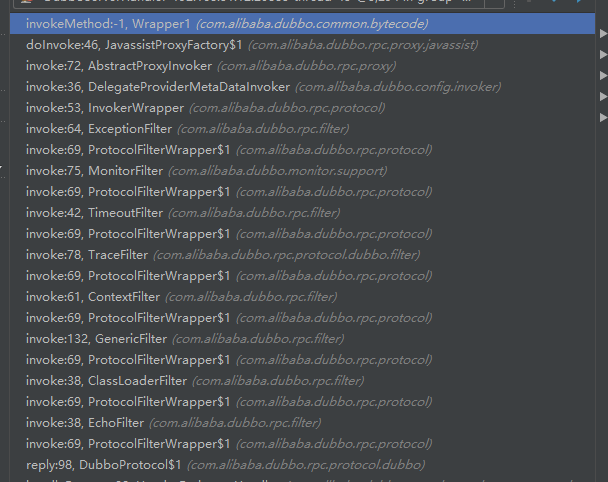 invokeMethod:-1, Wrapper1 (com.alibaba.dubbo.common.bytecode)
doInvoke:46, JavassistProxyFactory$1 (com.alibaba.dubbo.rpc.proxy.javassist)
invoke:72, AbstractProxyInvoker (com.alibaba.dubbo.rpc.proxy)
invoke:36, DelegateProviderMetaDataInvoker (com.alibaba.dubbo.config.invoker)
invoke:53, InvokerWrapper (com.alibaba.dubbo.rpc.protocol)
invoke:64, ExceptionFilter (com.alibaba.dubbo.rpc.filter)
invoke:69, ProtocolFilterWrapper$1 (com.alibaba.dubbo.rpc.protocol)
invoke:75, MonitorFilter (com.alibaba.dubbo.monitor.support)
invoke:69, ProtocolFilterWrapper$1 (com.alibaba.dubbo.rpc.protocol)
invoke:42, TimeoutFilter (com.alibaba.dubbo.rpc.filter)
invoke:69, ProtocolFilterWrapper$1 (com.alibaba.dubbo.rpc.protocol)
invoke:78, TraceFilter (com.alibaba.dubbo.rpc.protocol.dubbo.filter)
invoke:69, ProtocolFilterWrapper$1 (com.alibaba.dubbo.rpc.protocol)
invoke:61, ContextFilter (com.alibaba.dubbo.rpc.filter)
invoke:69, ProtocolFilterWrapper$1 (com.alibaba.dubbo.rpc.protocol)
invoke:132, GenericFilter (com.alibaba.dubbo.rpc.filter)
invoke:69, ProtocolFilterWrapper$1 (com.alibaba.dubbo.rpc.protocol)
invoke:38, ClassLoaderFilter (com.alibaba.dubbo.rpc.filter)
invoke:69, ProtocolFilterWrapper$1 (com.alibaba.dubbo.rpc.protocol)
invoke:38, EchoFilter (com.alibaba.dubbo.rpc.filter)
invoke:69, ProtocolFilterWrapper$1 (com.alibaba.dubbo.rpc.protocol)
reply:98, DubboProtocol$1 (com.alibaba.dubbo.rpc.protocol.dubbo)